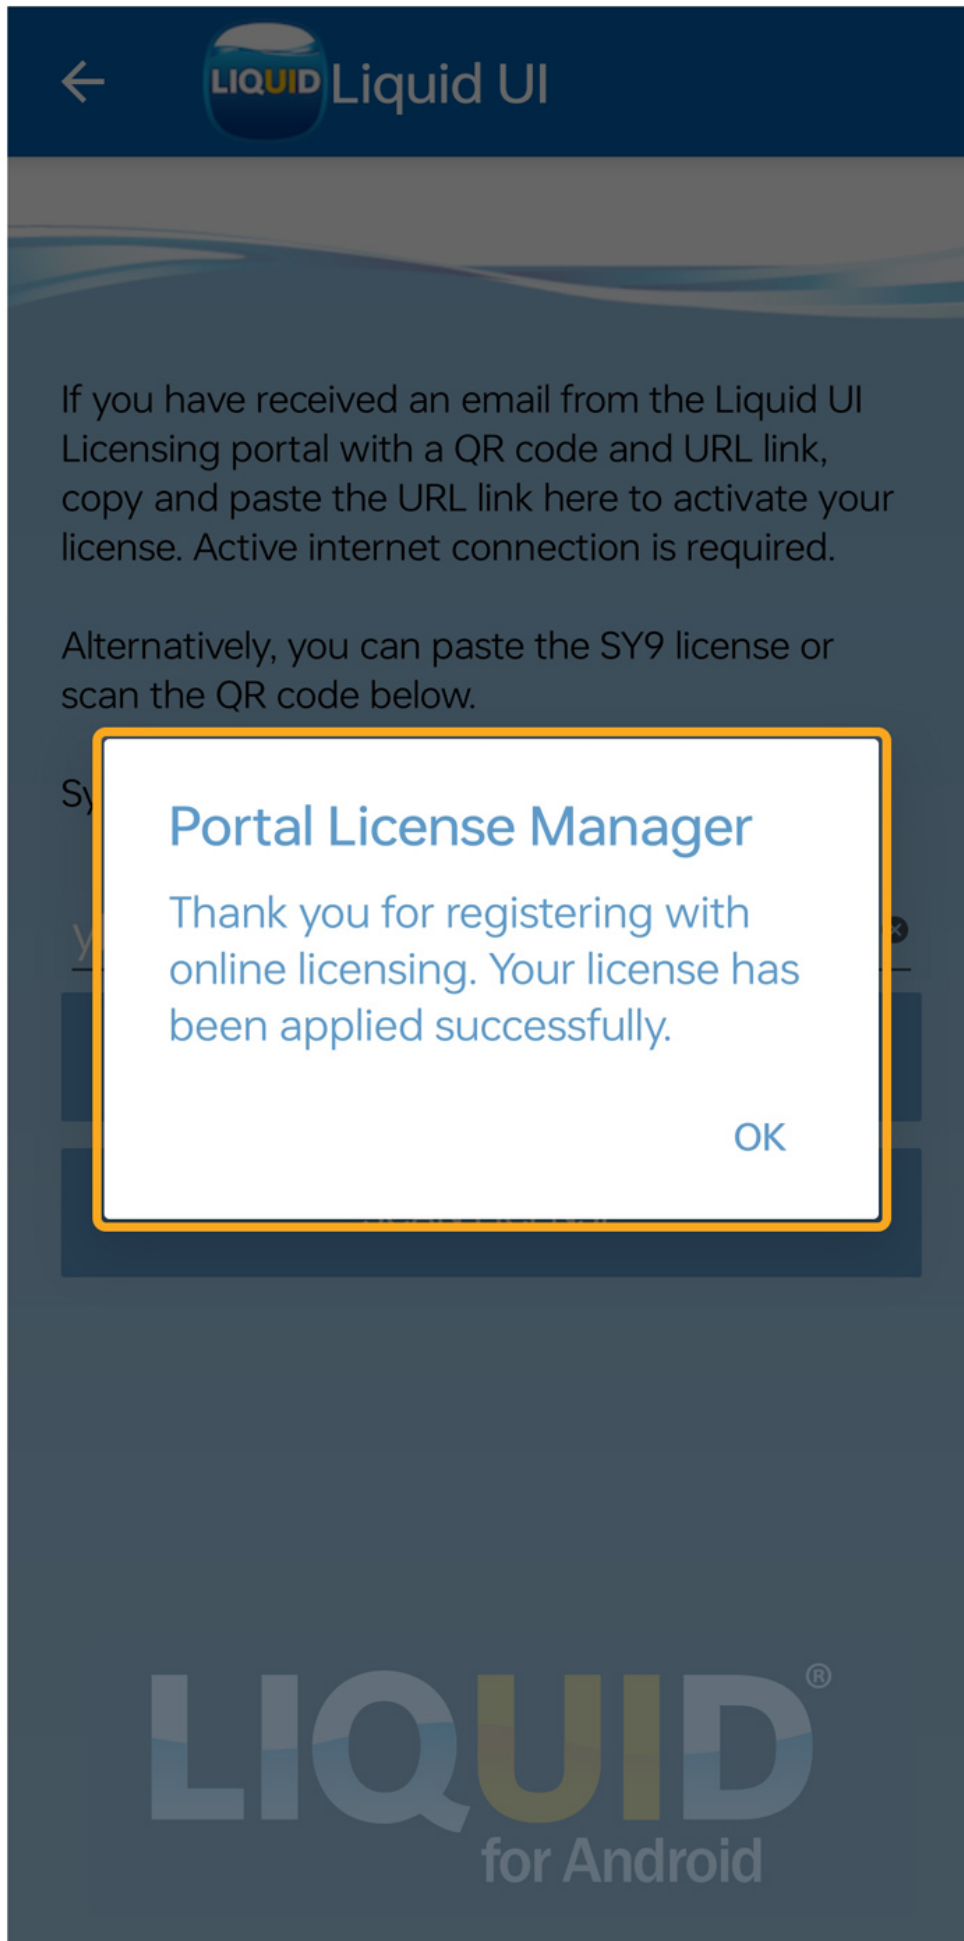 LIQUID Liquid UI
If you have received an email from the Liquid UI
Licensing portal with a QR code and URL link,
copy and paste the URL link here to activate your
license. Active internet connection is required.
Alternatively, you can paste the SY9 license or
scan the QR code below.
Portal License Manager
Thank you for registering with
online licensing. Your license has
been applied successfully.
OK
LIQUID®
for Android